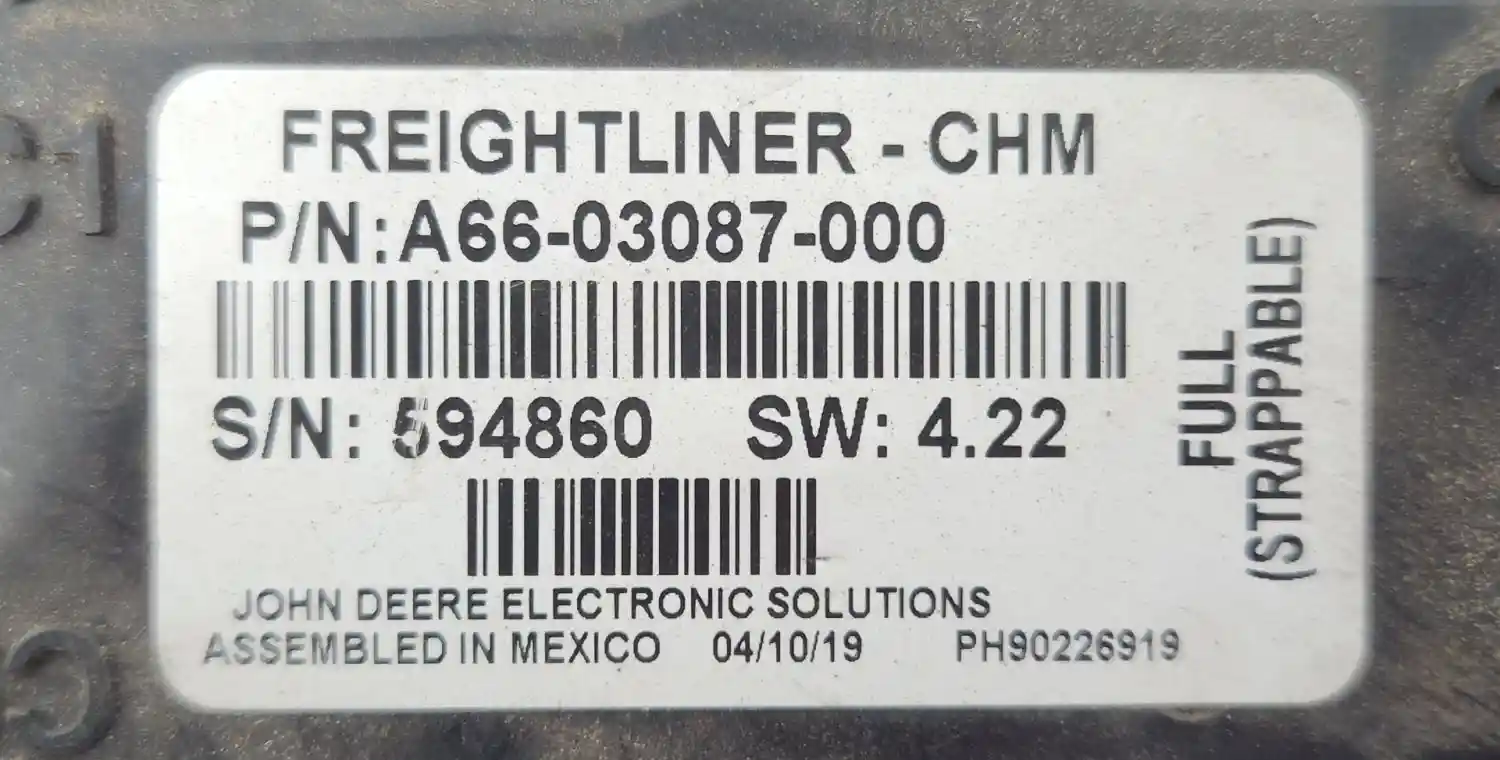 FREIGHTLINER - CHM
P/N: A66-03087-000
S/N: 594860 SW: 4.22
JOHN DEERE ELECTRONIC SOLUTIONS
ASSEMBLED IN MEXICO 04/10/19 PH90226919
FULL
(STRAPPABLE)
C1